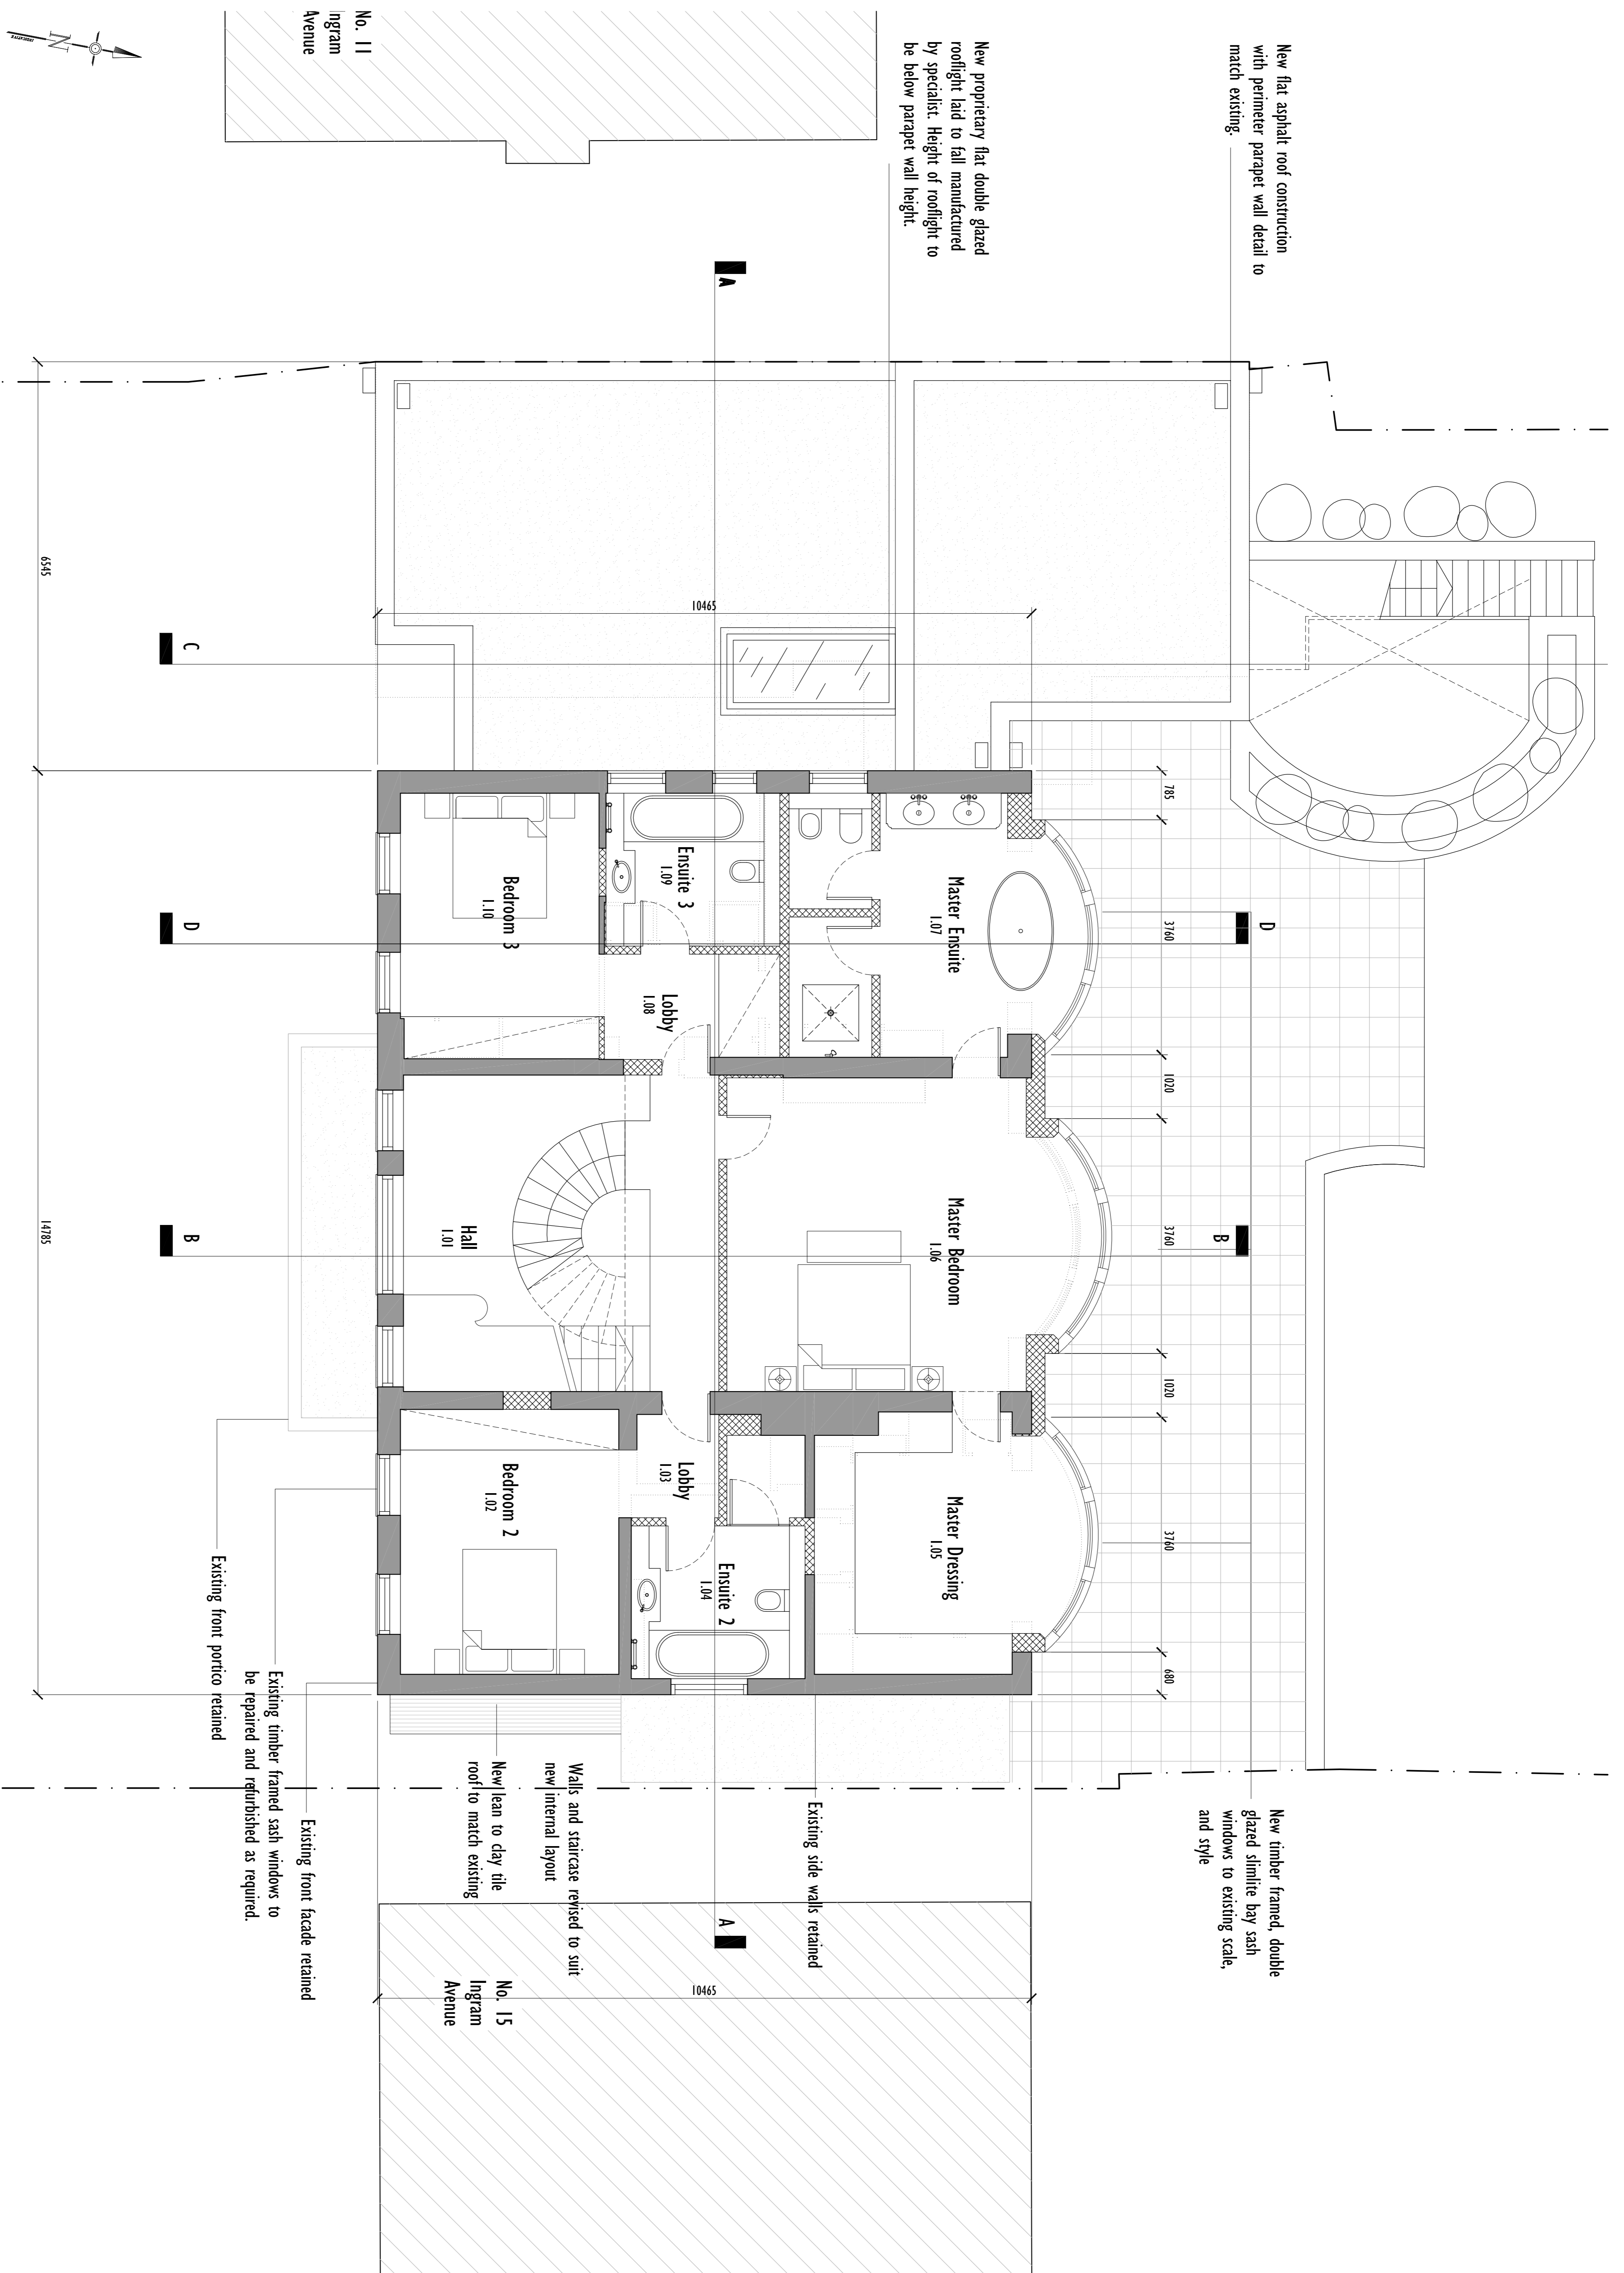 New flat asphalt roof construction
with perimeter parapet wall detail to
match existing.
New proprietary flat double glazed
rooflight laid to fall manufactured
by specialist. Height of rooflight to
be below parapet wall height.
No. 11
Ingram
Avenue
N
A
10465
6545
C
D
D
B
B
785
3760
1020
3760
1020
3760
680
14785
Master Ensuite
1.07
Ensuite 3
1.09
Bedroom 3
1.10
Lobby
1.08
Master Bedroom
1.06
Hall
1.01
Master Dressing
1.05
Lobby
1.03
Ensuite 2
1.04
Bedroom 2
1.02
New timber framed, double
glazed slimlite bay sash
windows to existing scale,
and style
Existing side walls retained
Walls and staircase revised to suit
new internal layout
New lean to clay tile
roof to match existing
Existing front facade retained
Existing timber framed sash windows to
be repaired and refurbished as required.
Existing front portico retained
A
10465
No. 15
Ingram
Avenue